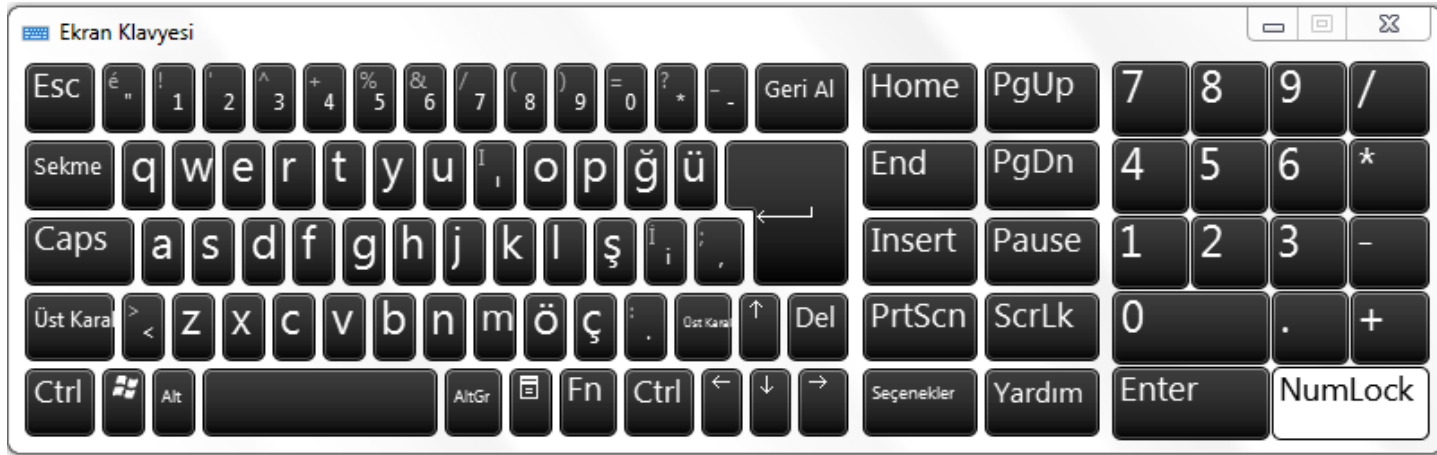 Ekran Klavyesi
Esc é " ! 1 ' 2 ^ 3 + 4 % 5 & 6 / 7 ( 8 ) 9 = 0 ? * _ - Geri Al Home PgUp 7 8 9 /
Sekme q w e r t y u I ı o p ğ ü End PgDn 4 5 6 *
Caps a s d f g h j k l ş İ i ; , Insert Pause 1 2 3 -
Üst Karal > < z x c v b n m ö ç : . Üst Karal ↑ Del PrtScn ScrLk 0 . +
Ctrl Alt AltGr Fn Ctrl ← ↓ → Seçenekler Yardım Enter NumLock